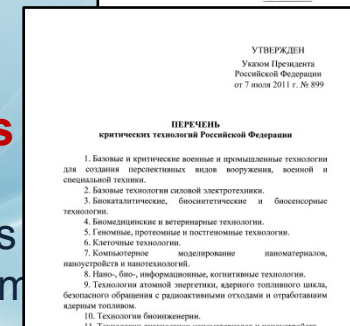 s
s
m
УТВЕРЖДЕН
Указом Президента
Российской Федерации
от 7 июля 2011 г. № 899
ПЕРЕЧЕНЬ
критических технологий Российской Федерации
1. Базовые и критические военные и промышленные технологии
для создания перспективных видов вооружения, военной и
специальной техники.
2. Базовые технологии силовой электротехники.
3. Биокаталитические, биосинтетические и биосенсорные
технологии.
4. Биомедицинские и ветеринарные технологии.
5. Геномные, протеомные и постгеномные технологии.
6. Клеточные технологии.
7. Компьютерное моделирование наноматериалов,
наноустройств и нанотехнологий.
8. Нано-, био-, информационные, когнитивные технологии.
9. Технологии атомной энергетики, ядерного топливного цикла,
безопасного обращения с радиоактивными отходами и отработавшим
ядерным топливом.
10. Технологии биоинженерии.